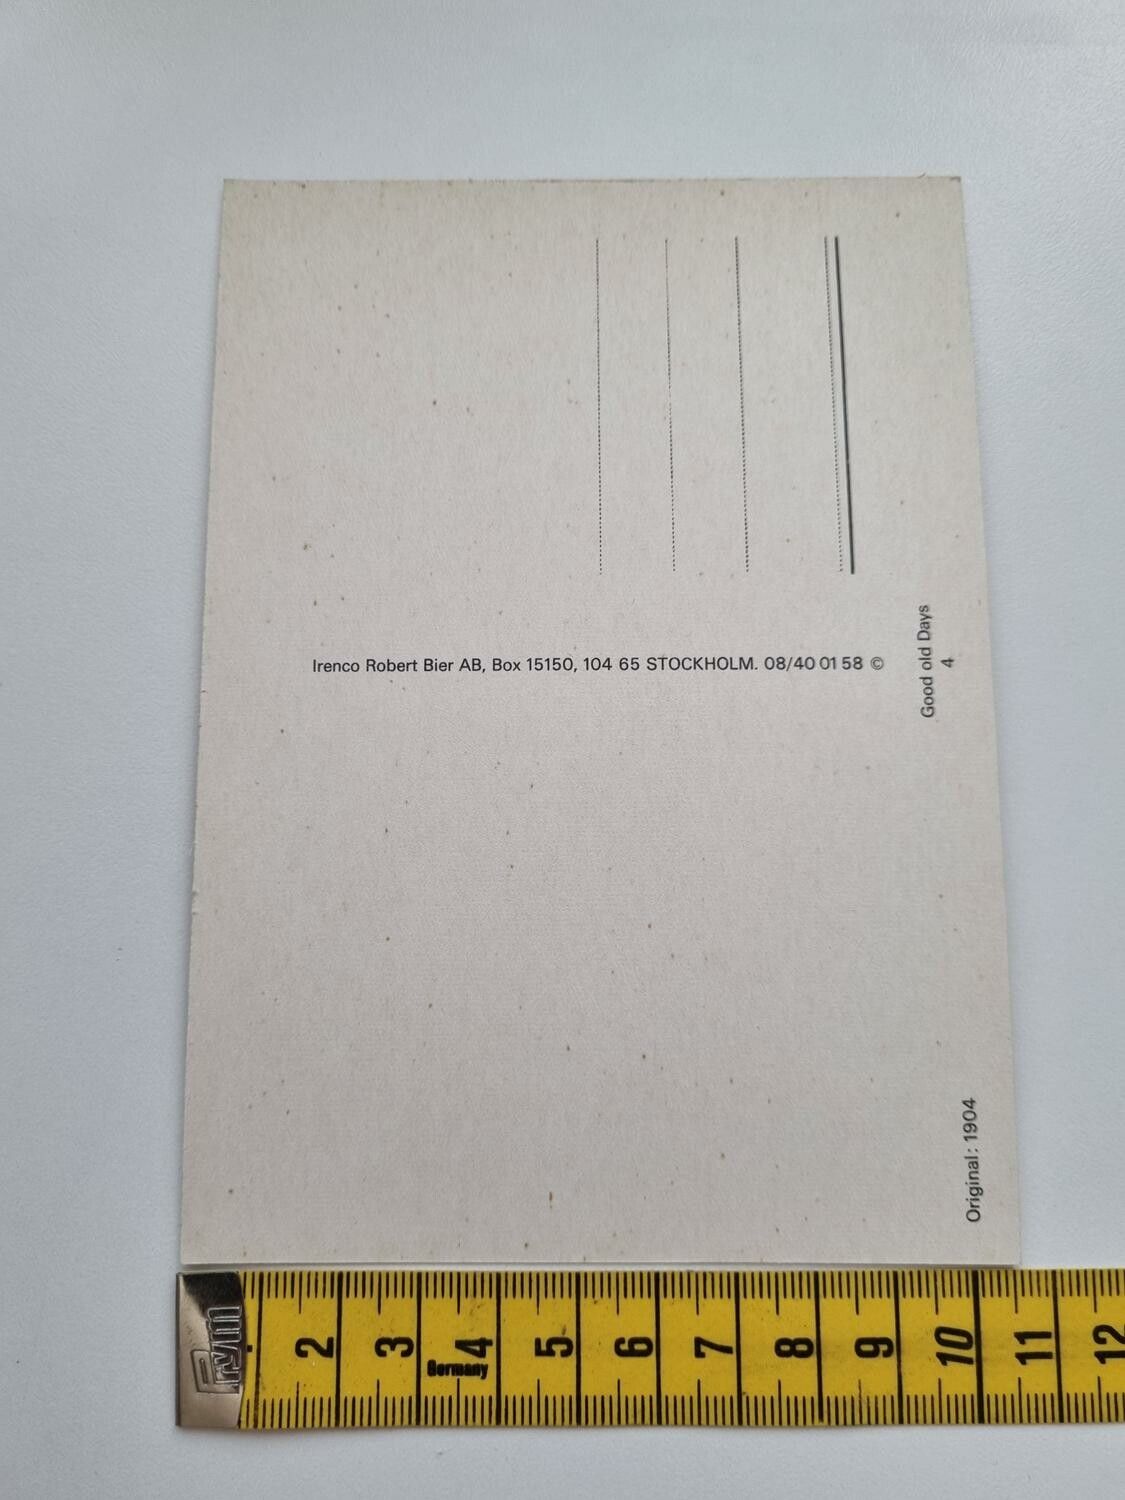 Irenco Robert Bier AB, Box 15150, 104 65 STOCKHOLM. 08/40 01 58 ©
Good old Days
4
Original: 1904
Prym
2 3 4 5 6 7 8 9 10 11 12
Germany